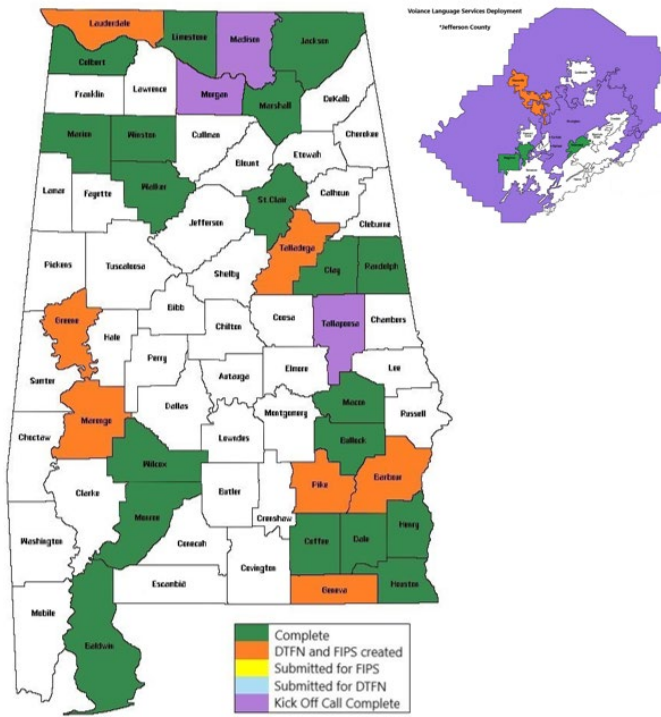 Volance Language Services Deployment
*Jefferson County
Lauderdale
Limestone
Madison
Jackson
Colbert
Franklin
Lawrence
Morgan
Marshall
DeKalb
Marion
Winston
Cullman
Cherokee
Blount
Etowah
Lamar
Fayette
Walker
St. Clair
Calhoun
Jefferson
Cleburne
Talladega
Pickens
Tuscaloosa
Shelby
Clay
Randolph
Bibb
Greene
Hale
Chilton
Coosa
Tallapoosa
Chambers
Perry
Sumter
Autauga
Elmore
Lee
Macon
Marengo
Dallas
Montgomery
Russell
Choctaw
Lowndes
Bullock
Wilcox
Pike
Barbour
Clarke
Butler
Monroe
Crenshaw
Washington
Conecuh
Coffee
Dale
Henry
Covington
Escambia
Geneva
Houston
Mobile
Baldwin
Complete
DTFN and FIPS created
Submitted for FIPS
Submitted for DTFN
Kick Off Call Complete